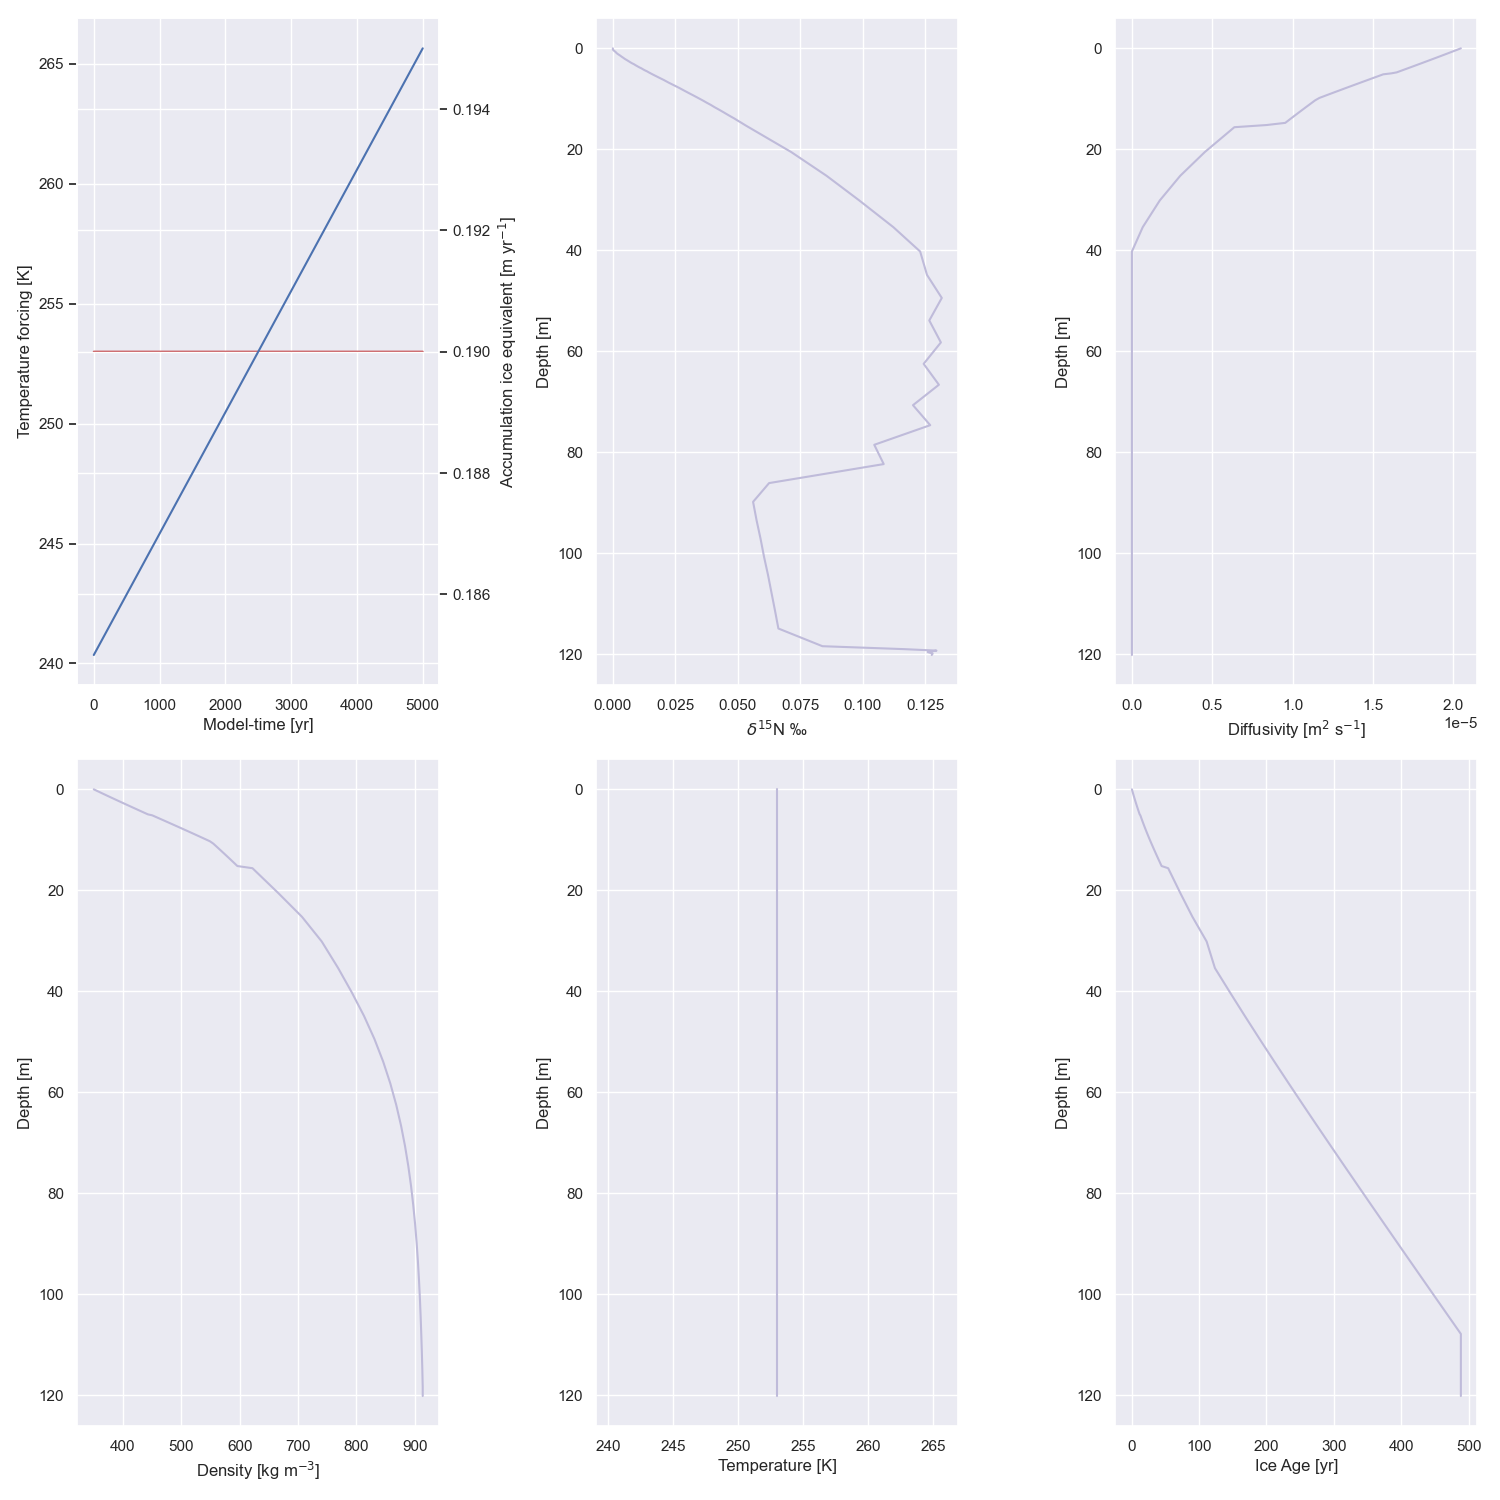 265
260
255
250
245
240
Temperature forcing [K]
0.194
0.192
0.190
0.188
0.186
Accumulation ice equivalent [m yr⁻¹]
0 1000 2000 3000 4000 5000
Model-time [yr]
0
20
40
60
80
100
120
Depth [m]
0.000 0.025 0.050 0.075 0.100 0.125
δ¹⁵N ‰
0
20
40
60
80
100
120
Depth [m]
0.0 0.5 1.0 1.5 2.0
1e−5
Diffusivity [m² s⁻¹]
0
20
40
60
80
100
120
Depth [m]
400 500 600 700 800 900
Density [kg m⁻³]
0
20
40
60
80
100
120
Depth [m]
240 245 250 255 260 265
Temperature [K]
0
20
40
60
80
100
120
Depth [m]
0 100 200 300 400 500
Ice Age [yr]